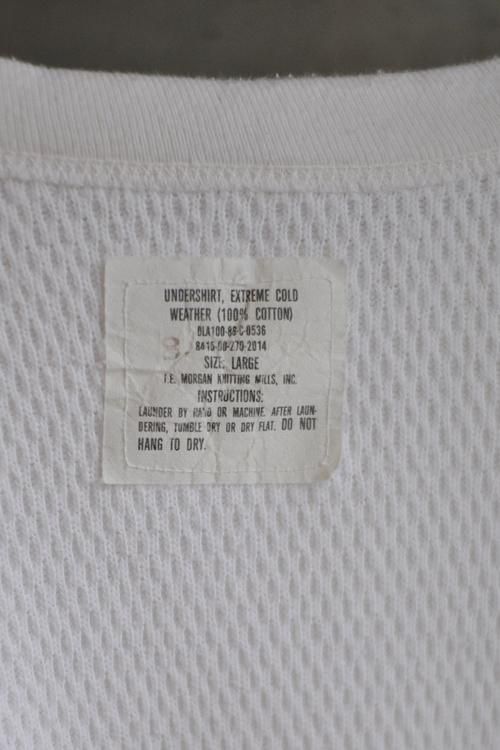 UNDERSHIRT, EXTREME COLD
WEATHER (100% COTTON)
DLA100-86-C-0536
8415-00-270-2014
SIZE: LARGE
J.E. MORGAN KNITTING MILLS, INC.
INSTRUCTIONS:
LAUNDER BY HAND OR MACHINE. AFTER LAUN-
DERING, TUMBLE DRY OR DRY FLAT. DO NOT
HANG TO DRY.